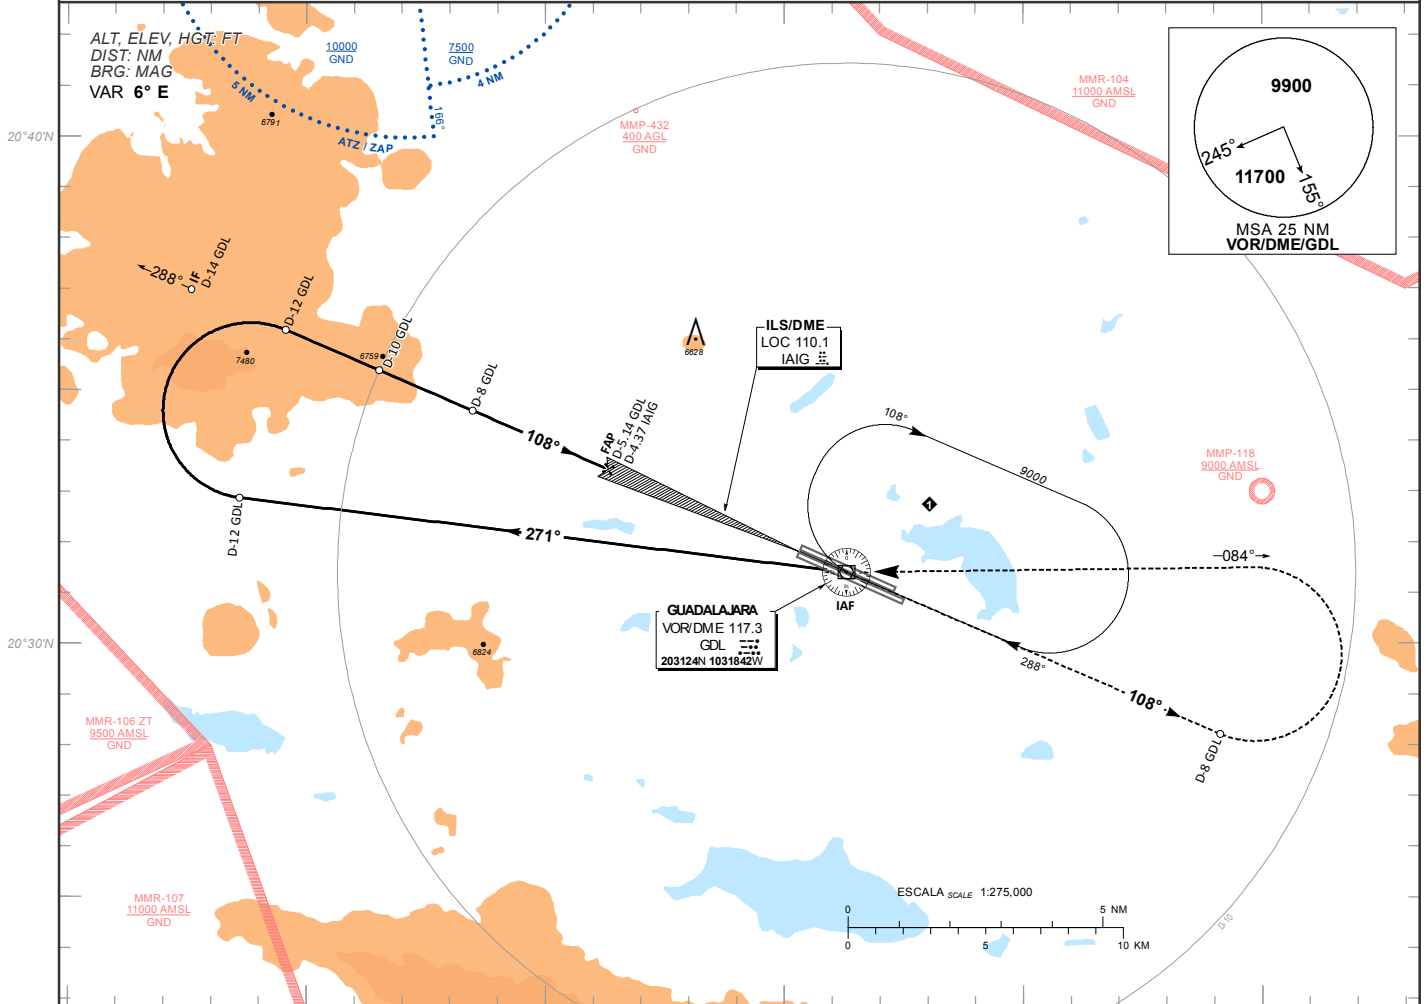 ALT, ELEV, HGT: FT
DIST: NM
BRG: MAG
VAR 6° E
10000
GND
7500
GND
5 NM
4 NM
166°
ATZ / ZAP
6791
20°40'N
MMP-432
400 AGL
GND
MMR-104
11000 AMSL
GND
9900
245°
11700
155°
MSA 25 NM
VOR/DME/GDL
288°
IF
D-14 GDL
D-12 GDL
D-10 GDL
7480
6759
D-8 GDL
6628
ILS/DME
LOC 110.1
IAIG
108°
FAP
D-5.14 GDL
D-4.37 IAIG
108°
9000
MMP-118
9000 AMSL
GND
1
D-12 GDL
271°
084°
IAF
GUADALAJARA
VOR/DME 117.3
GDL
203124N 1031842W
20°30'N
6824
288°
108°
D-8 GDL
MMR-106 ZT
9500 AMSL
GND
MMR-107
11000 AMSL
GND
ESCALA SCALE 1:275,000
0 5 NM
0 5 10 KM
D-10